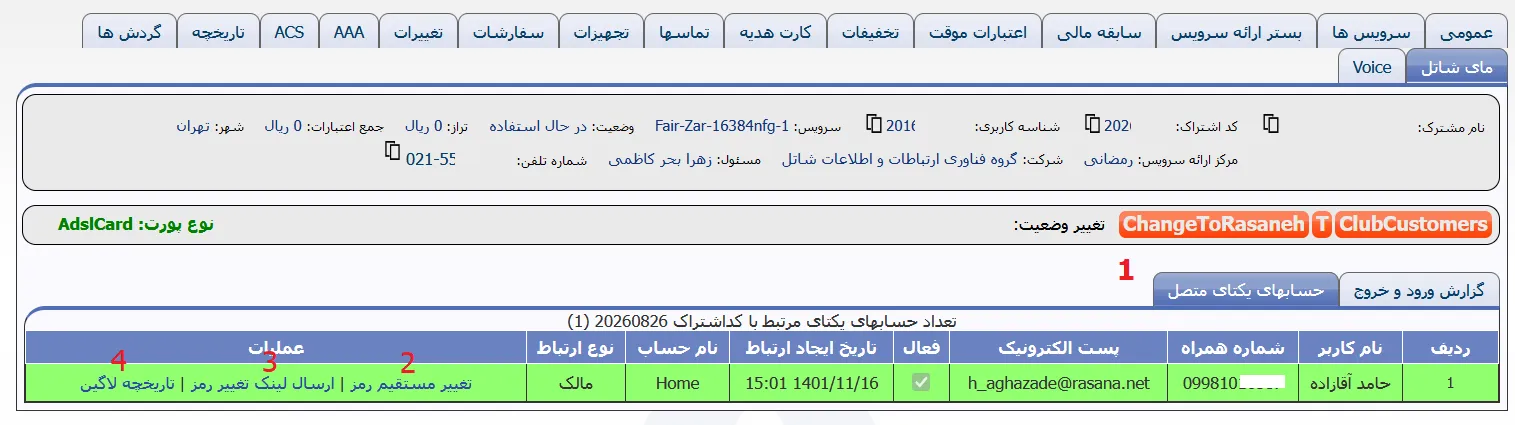 عمومی سرویس ها بستر ارائه سرویس سابقه مالی اعتبارات موقت تخفیفات کارت هدیه تماسها تجهیزات سفارشات تغییرات AAA ACS تاریخچه گردش ها
مای شاتل Voice
نام مشترک: کد اشتراک: 202 شناسه کاربری: 2016 سرویس: Fair-Zar-16384nfg-1 وضعیت: در حال استفاده تراز: 0 ریال جمع اعتبارات: 0 ریال شهر: تهران
مرکز ارائه سرویس: رمضانی شرکت: گروه فناوری ارتباطات و اطلاعات شاتل مسئول: زهرا بحر کاظمی شماره تلفن: 021-55
ClubCustomers T ChangeToRasaneh تغییر وضعیت: نوع پورت: AdslCard
1
گزارش ورود و خروج حسابهای یکتای متصل
تعداد حسابهای یکتای مرتبط با کداشتراک 20260826 (1)
ردیف نام کاربر شماره همراه پست الکترونیک فعال تاریخ ایجاد ارتباط نام حساب نوع ارتباط عملیات
2 3 4
1 حامد آقازاده 099810 h_aghazade@rasana.net 1401/11/16 15:01 Home مالک تغییر مستقیم رمز | ارسال لینک تغییر رمز | تاریخچه لاگین